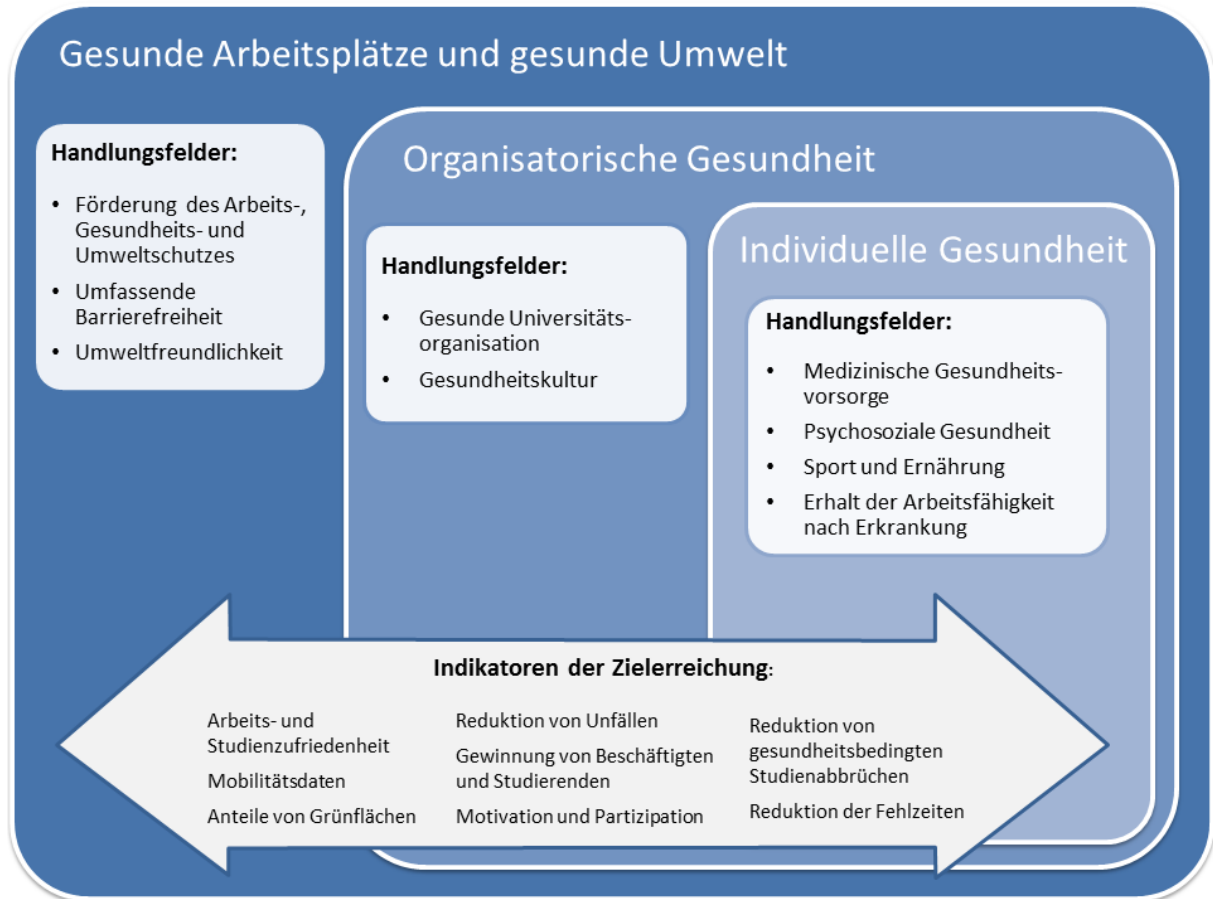 Gesunde Arbeitsplätze und gesunde Umwelt
Handlungsfelder:
• Förderung des Arbeits-,
Gesundheits- und
Umweltschutzes
• Umfassende
Barrierefreiheit
• Umweltfreundlichkeit
Organisatorische Gesundheit
Handlungsfelder:
• Gesunde Universitäts-
organisation
• Gesundheitskultur
Individuelle Gesundheit
Handlungsfelder:
• Medizinische Gesundheits-
vorsorge
• Psychosoziale Gesundheit
• Sport und Ernährung
• Erhalt der Arbeitsfähigkeit
nach Erkrankung
Indikatoren der Zielerreichung:
Arbeits- und
Studienzufriedenheit
Mobilitätsdaten
Anteile von Grünflächen
Reduktion von Unfällen
Gewinnung von Beschäftigten
und Studierenden
Motivation und Partizipation
Reduktion von
gesundheitsbedingten
Studienabbrüchen
Reduktion der Fehlzeiten